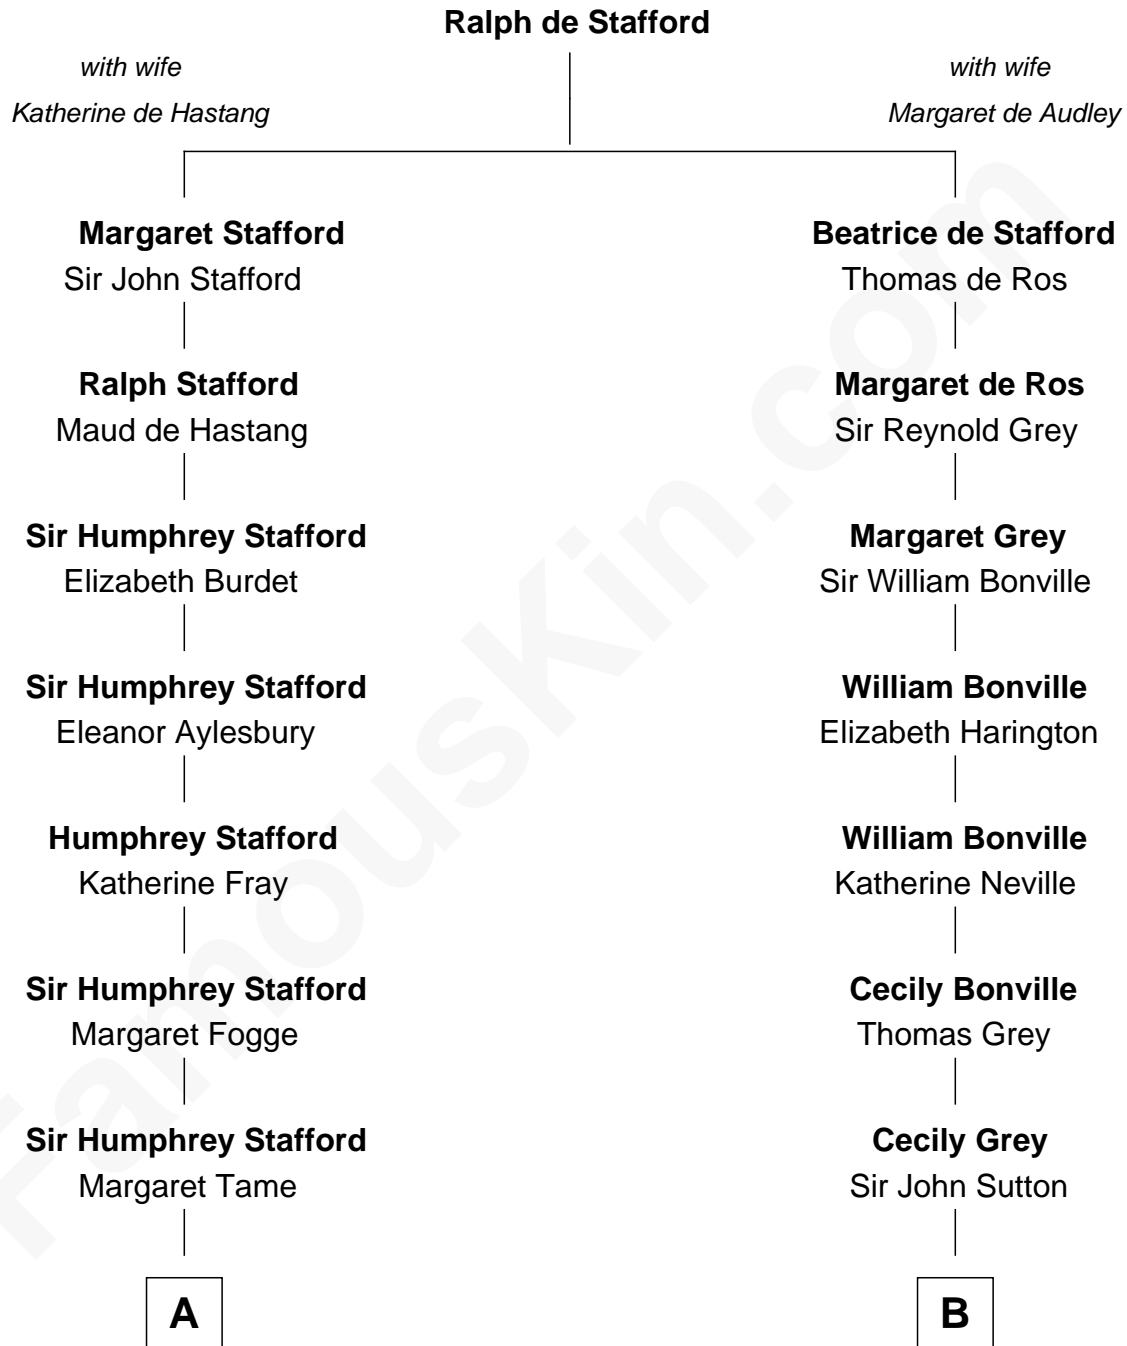 Ralph de Stafford
with wife
Katherine de Hastang
with wife
Margaret de Audley
Margaret Stafford
Sir John Stafford
Beatrice de Stafford
Thomas de Ros
Ralph Stafford
Maud de Hastang
Margaret de Ros
Sir Reynold Grey
Sir Humphrey Stafford
Elizabeth Burdet
Margaret Grey
Sir William Bonville
Sir Humphrey Stafford
Eleanor Aylesbury
William Bonville
Elizabeth Harington
Humphrey Stafford
Katherine Fray
William Bonville
Katherine Neville
Sir Humphrey Stafford
Margaret Fogge
Cecily Bonville
Thomas Grey
Sir Humphrey Stafford
Margaret Tame
Cecily Grey
Sir John Sutton
A
B
FamousKin.com